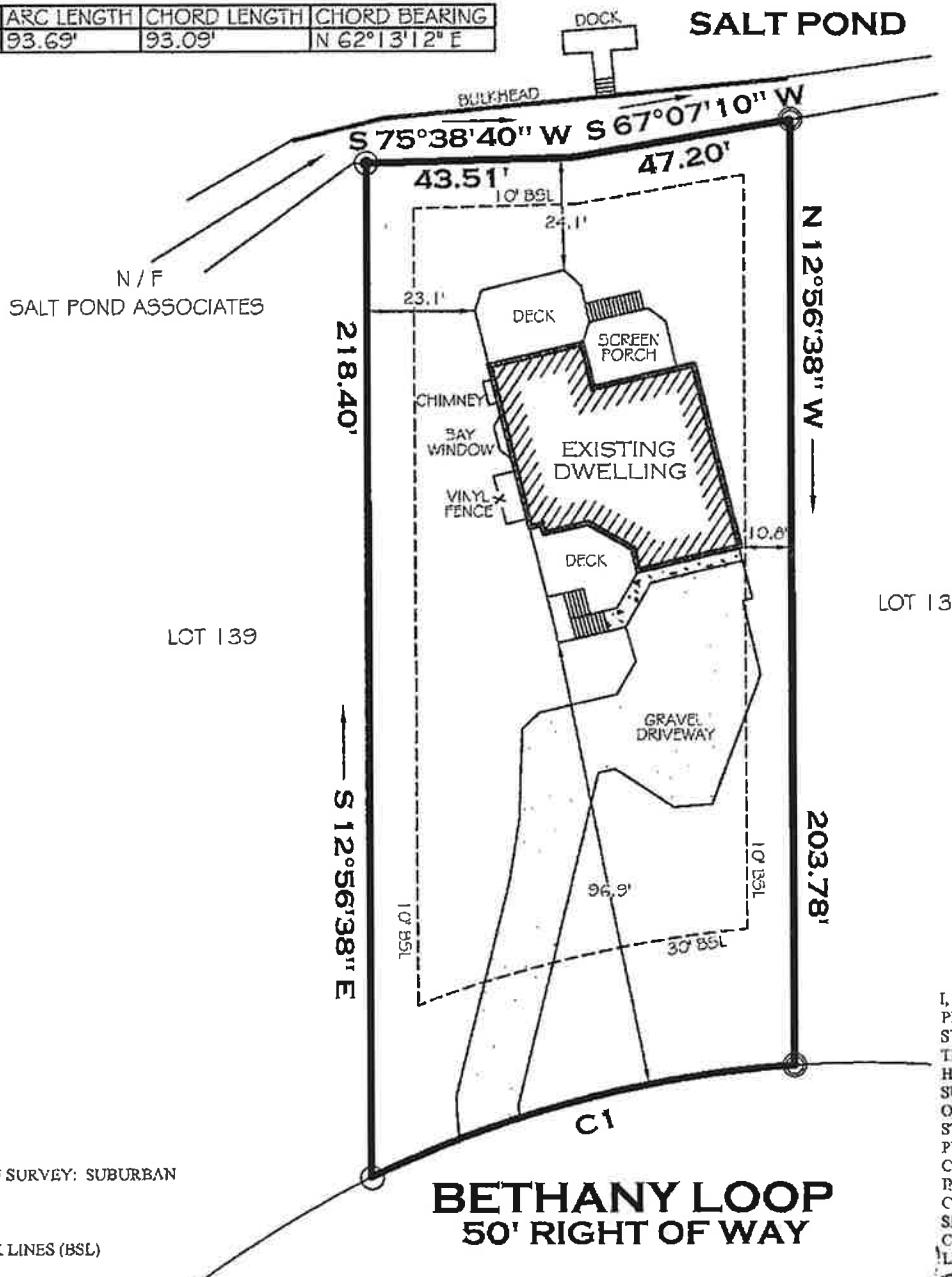 ARC LENGTH CHORD LENGTH CHORD BEARING
93.69' 93.09' N 62°13'12" E
DOCK
SALT POND
BULKHEAD
S 75°38'40" W S 67°07'10" W
43.51' 47.20'
10' BSL
24.1'
N / F
SALT POND ASSOCIATES
23.1'
DECK
SCREEN
PORCH
N 12°56'38" W
218.40'
CHIMNEY
BAY
WINDOW
EXISTING
DWELLING
VINYL
FENCE
10.8'
DECK
LOT 13
LOT 139
GRAVEL
DRIVEWAY
S 12°56'38" E
203.78'
10' BSL
96.9'
10' BSL
30' BSL
C1
SURVEY: SUBURBAN
BETHANY LOOP
50' RIGHT OF WAY
LINES (BSL)
I,
P
S
T
H
S
O
S
P
C